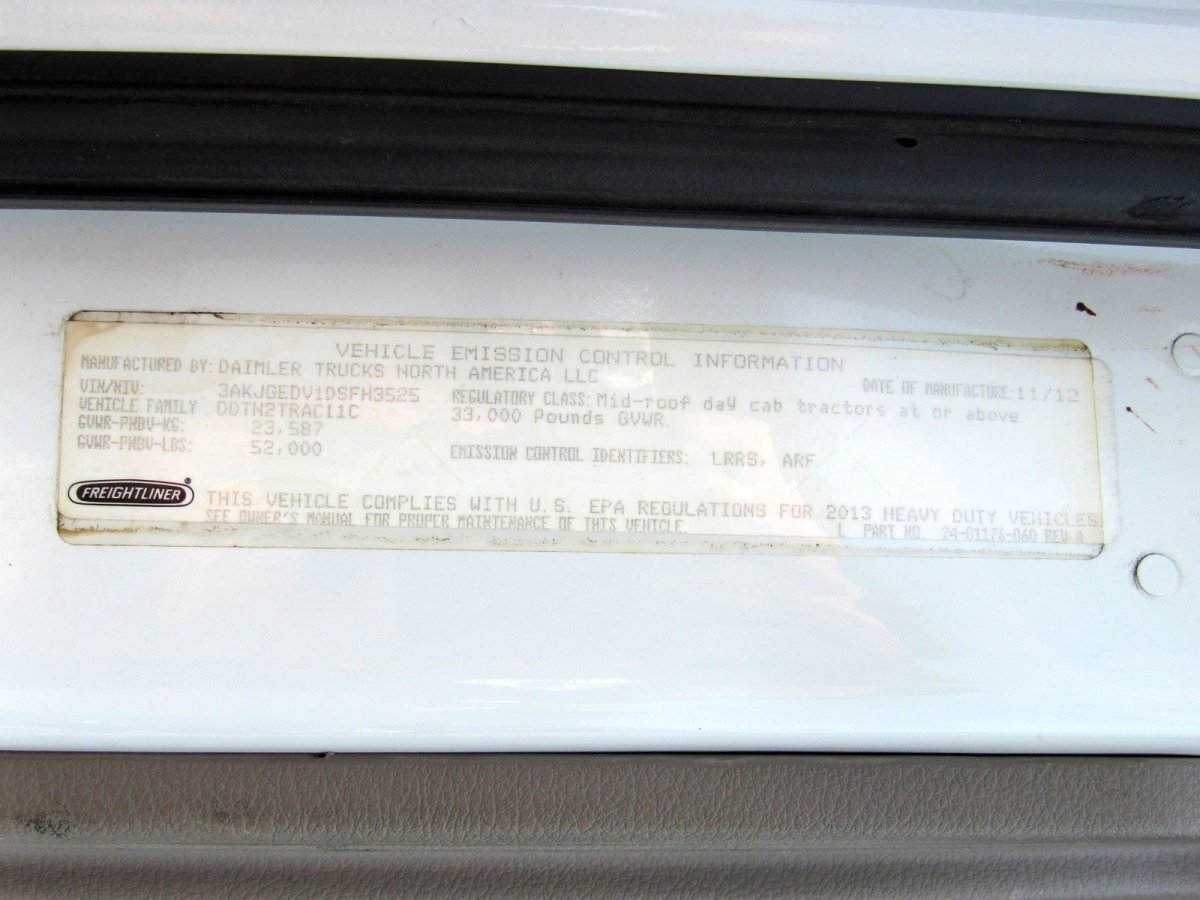 VEHICLE EMISSION CONTROL INFORMATION
MANUFACTURED BY: DAIMLER TRUCKS NORTH AMERICA LLC
DATE OF MANUFACTURE: 11/12
VIN/NIV: 3AKJGEDV1DSFH3525
REGULATORY CLASS: Mid-roof day cab tractors at or above
VEHICLE FAMILY DDTN2TRAC11C
33,000 Pounds GVWR.
GVWR-PNBV-KG: 23,587
GVWR-PNBV-LBS: 52,000
EMISSION CONTROL IDENTIFIERS: LRRS, ARF
FREIGHTLINER®
THIS VEHICLE COMPLIES WITH U.S. EPA REGULATIONS FOR 2013 HEAVY DUTY VEHICLES
SEE OWNER'S MANUAL FOR PROPER MAINTENANCE OF THIS VEHICLE
L PART NO. 24-01176-060 REV A